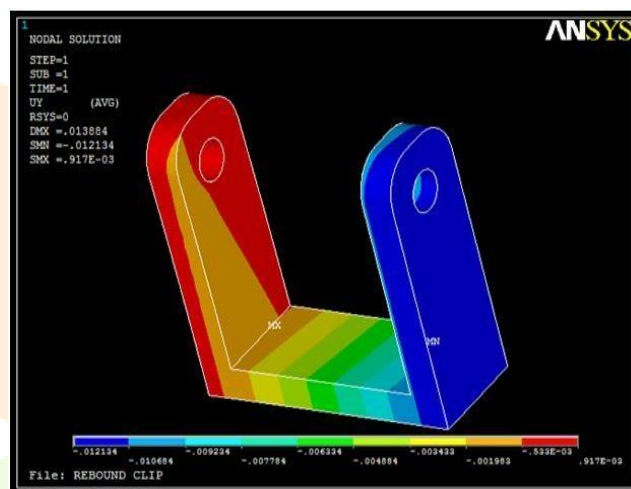 1
ANSYS
NODAL SOLUTION
STEP=1
SUB =1
TIME=1
UY (AVG)
RSYS=0
DMX =.013884
SMN =-.012134
SMX =.917E-03
MX
MN
-.012134 -.009234 -.006334 -.003433 -.533E-03
-.010684 -.007784 -.004884 -.001983 .917E-03
File: REBOUND CLIP